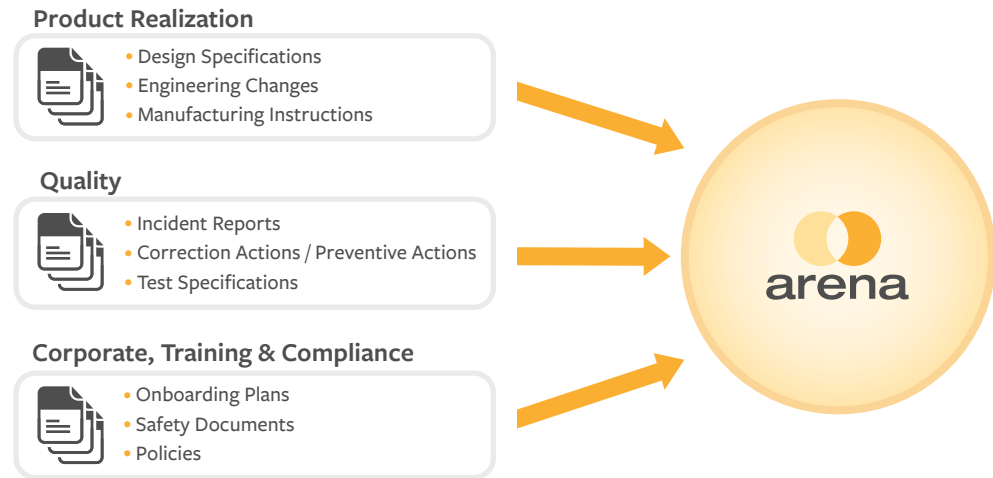 Product Realization
• Design Specifications
• Engineering Changes
• Manufacturing Instructions
Quality
• Incident Reports
• Correction Actions / Preventive Actions
• Test Specifications
Corporate, Training & Compliance
• Onboarding Plans
• Safety Documents
• Policies
arena